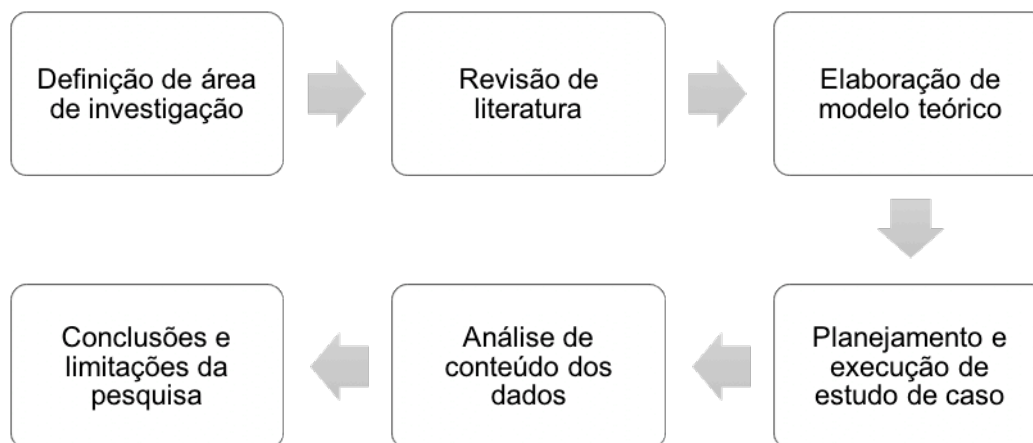 Definição de área
de investigação
Revisão de
literatura
Elaboração de
modelo teórico
Planejamento e
execução de
estudo de caso
Análise de
conteúdo dos
dados
Conclusões e
limitações da
pesquisa